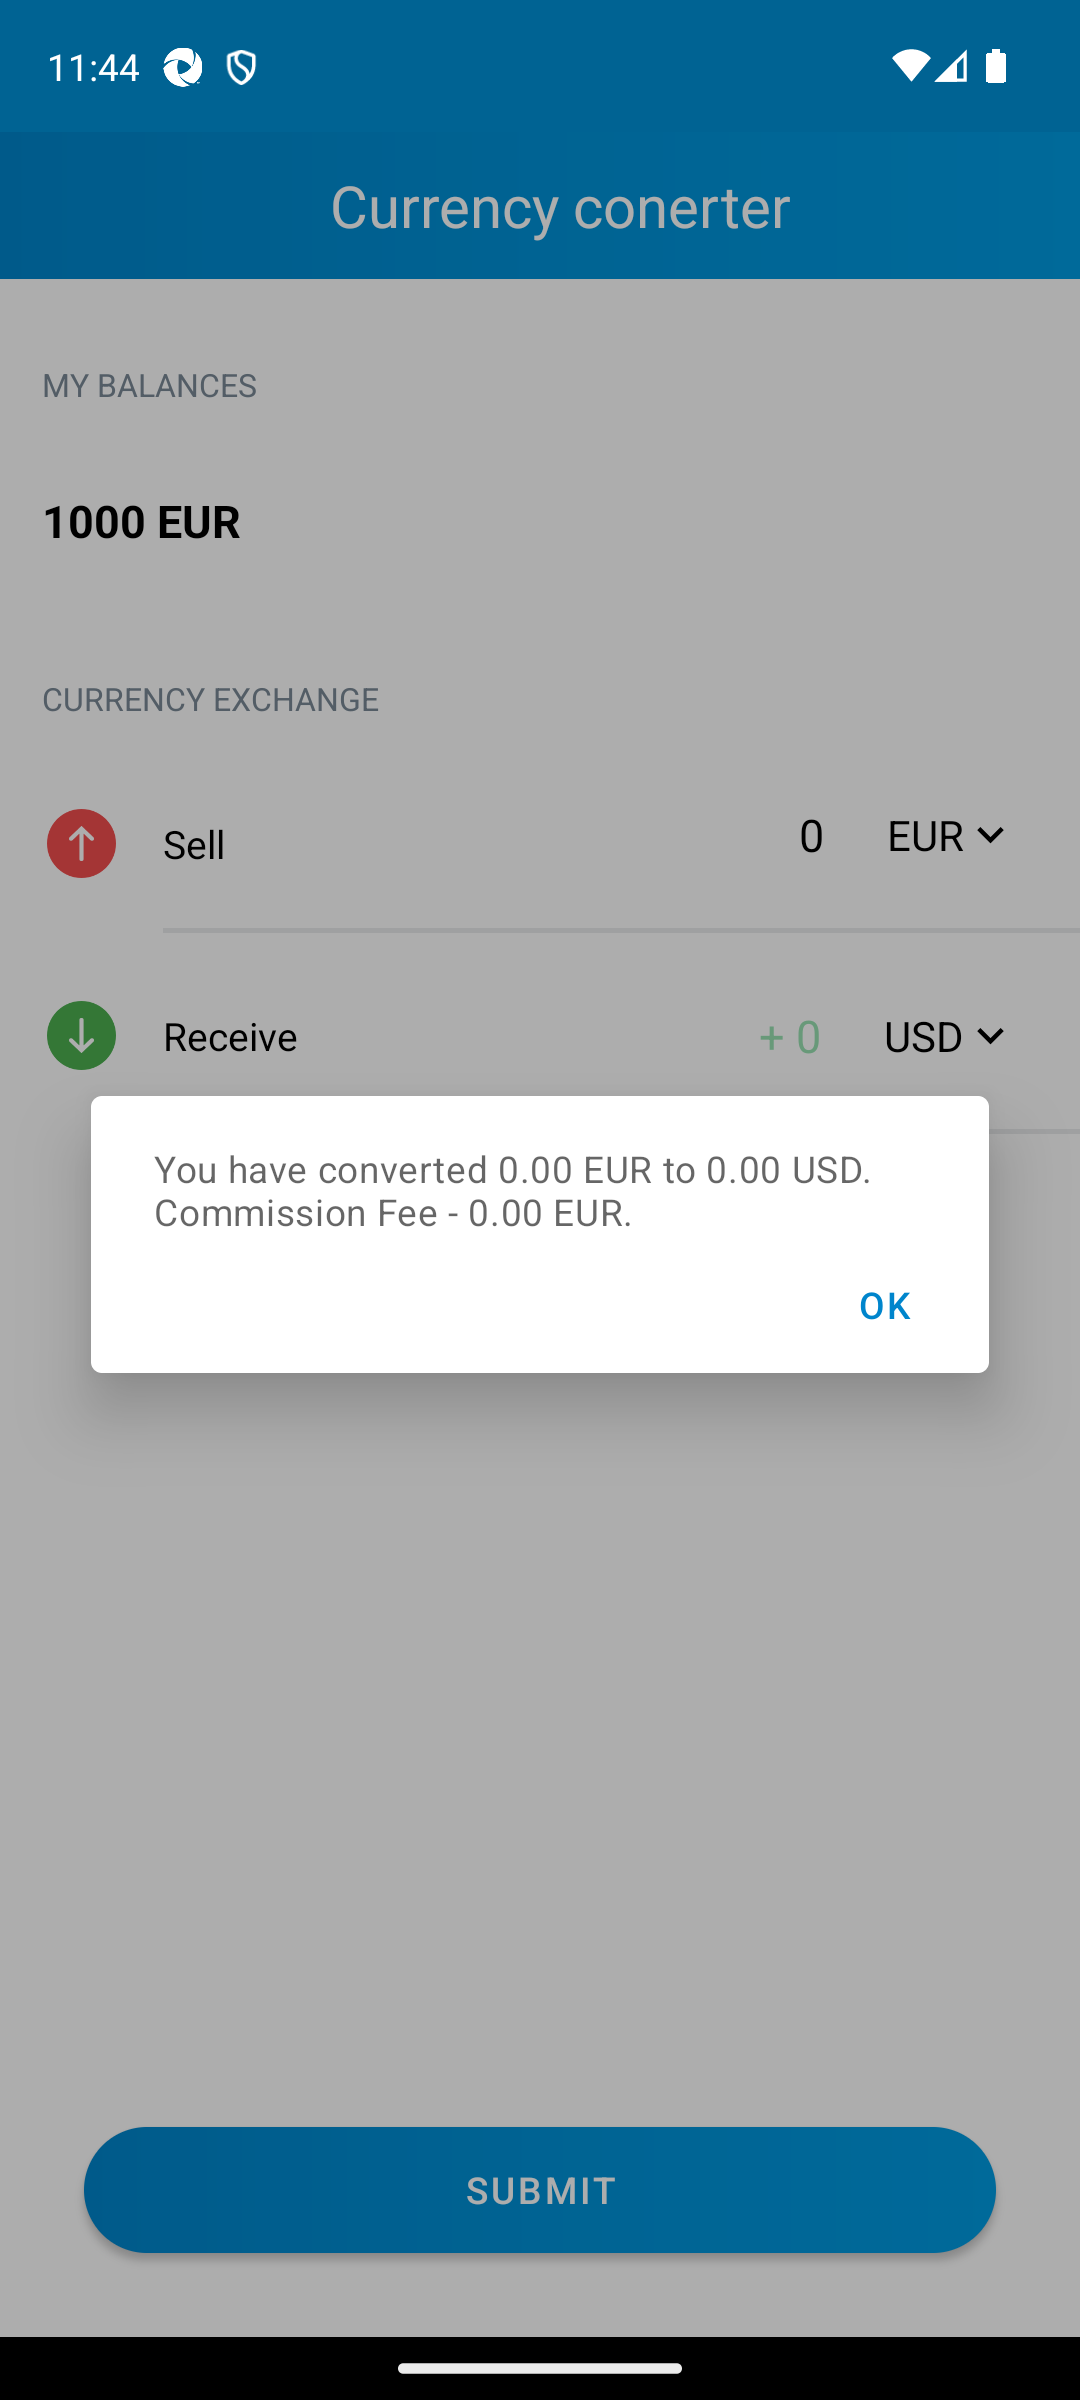 11:44
Currency conerter
MY BALANCES
1000 EUR
CURRENCY EXCHANGE
Sell 0 EUR
Receive + 0 USD
You have converted 0.00 EUR to 0.00 USD.
Commission Fee - 0.00 EUR.
OK
SUBMIT